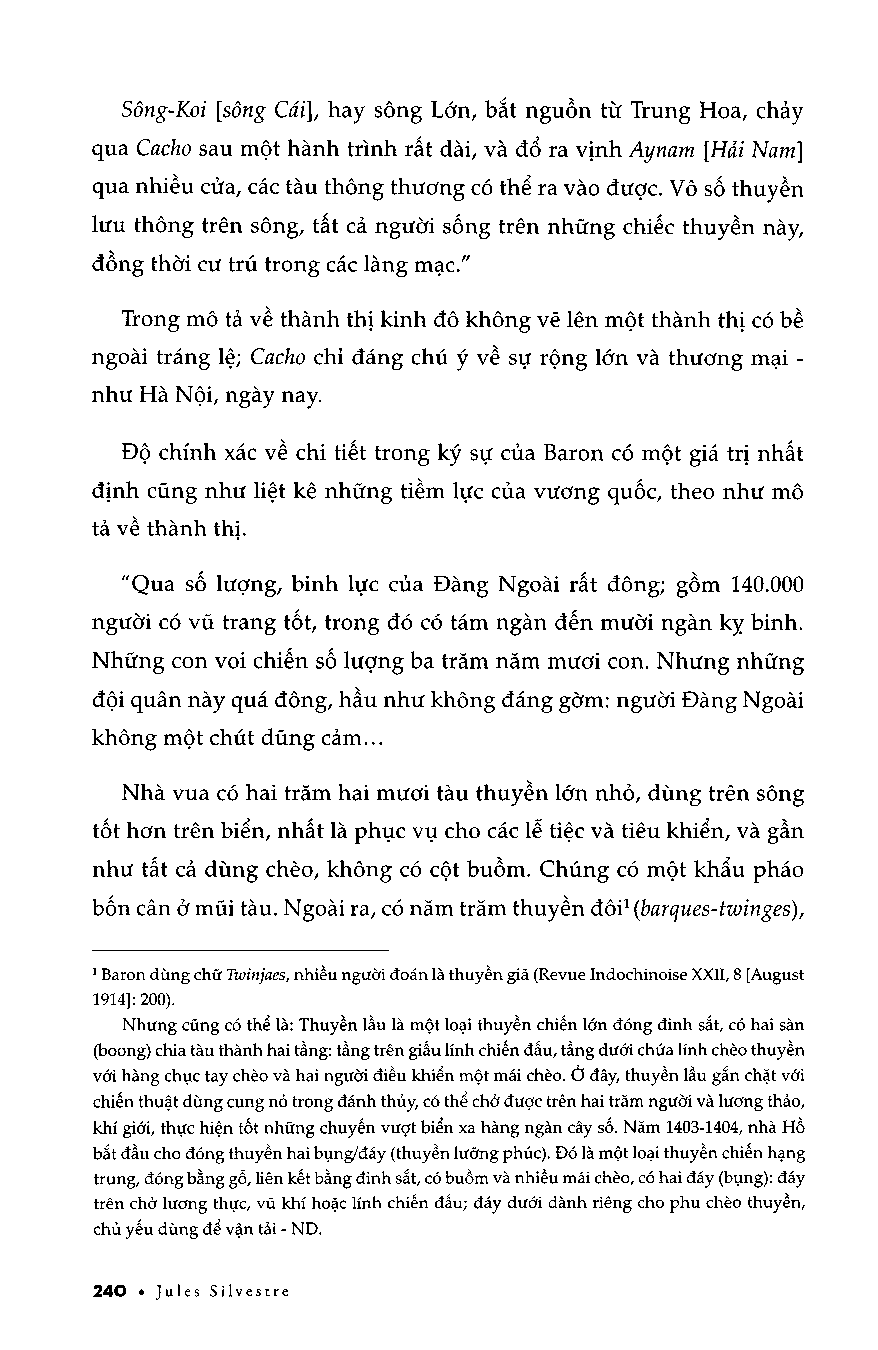 Sông-Koi [sông Cái], hay sông Lớn, bắt nguồn từ Trung Hoa, chảy
qua Cacho sau một hành trình rất dài, và đổ ra vịnh Aynam [Hải Nam]
qua nhiều cửa, các tàu thông thương có thể ra vào được. Vô số thuyền
lưu thông trên sông, tất cả người sống trên những chiếc thuyền này,
đồng thời cư trú trong các làng mạc."
Trong mô tả về thành thị kinh đô không vẽ lên một thành thị có bề
ngoài tráng lệ; Cacho chỉ đáng chú ý về sự rộng lớn và thương mại -
như Hà Nội, ngày nay.
Độ chính xác về chi tiết trong ký sự của Baron có một giá trị nhất
định cũng như liệt kê những tiềm lực của vương quốc, theo như mô
tả về thành thị.
"Qua số lượng, binh lực của Đàng Ngoài rất đông; gồm 140.000
người có vũ trang tốt, trong đó có tám ngàn đến mười ngàn kỵ binh.
Những con voi chiến số lượng ba trăm năm mươi con. Nhưng những
đội quân này quá đông, hầu như không đáng gờm: người Đàng Ngoài
không một chút dũng cảm...
Nhà vua có hai trăm hai mươi tàu thuyền lớn nhỏ, dùng trên sông
tốt hơn trên biển, nhất là phục vụ cho các lễ tiệc và tiêu khiển, và gần
như tất cả dùng chèo, không có cột buồm. Chúng có một khẩu pháo
bốn cân ở mũi tàu. Ngoài ra, có năm trăm thuyền đôi¹ (barques-twinges),
¹ Baron dùng chữ Twinjaes, nhiều người đoán là thuyền giã (Revue Indochinoise XXII, 8 [August
1914]: 200).
Nhưng cũng có thể là: Thuyền lầu là một loại thuyền chiến lớn đóng đinh sắt, có hai sàn
(boong) chia tàu thành hai tầng: tầng trên giấu lính chiến đấu, tầng dưới chứa lính chèo thuyền
với hàng chục tay chèo và hai người điều khiển một mái chèo. Ở đây, thuyền lầu gắn chặt với
chiến thuật dùng cung nỏ trong đánh thủy, có thể chở được trên hai trăm người và lương thảo,
khí giới, thực hiện tốt những chuyến vượt biển xa hàng ngàn cây số. Năm 1403-1404, nhà Hồ
bắt đầu cho đóng thuyền hai bụng/đáy (thuyền lưỡng phúc). Đó là một loại thuyền chiến hạng
trung, đóng bằng gỗ, liên kết bằng đinh sắt, có buồm và nhiều mái chèo, có hai đáy (bụng): đáy
trên chở lương thực, vũ khí hoặc lính chiến đấu; đáy dưới dành riêng cho phu chèo thuyền,
chủ yếu dùng để vận tải - ND.
240 • Jules Silvestre